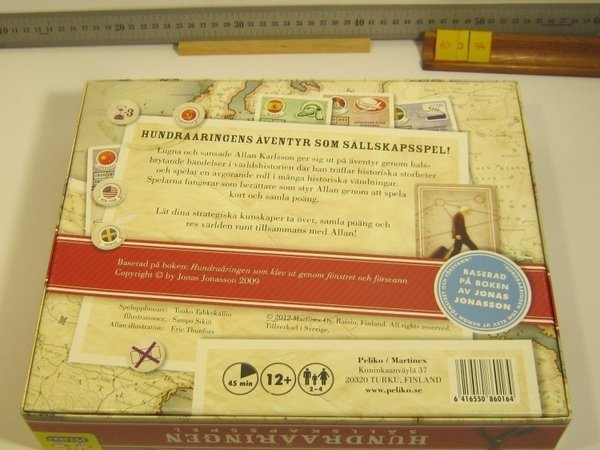 60 3 94
3
HUNDRAÅRINGENS ÄVENTYR SOM SÄLLSKAPSSPEL!
Lugna och sansade Allan Karlsson ger sig ut på äventyr genom hals-
brytande händelser i världshistorien där han träffar historiska storheter
och spelar en avgörande roll i många historiska vändningar.
Spelarna fungerar som berättare som styr Allan genom att spela
kort och samla poäng.
Låt dina strategiska kunskaper ta över, samla poäng och
res världen runt tillsammans med Allan!
Baserad på boken: Hundraåringen som klev ut genom fönstret och försvann
Copyright © by Jonas Jonasson 2009
BASERAD
PÅ BOKEN
AV JONAS
JONASSON
Speluppfinnare: Touko Tahkokallio
Illustrationer: Sampo Sikiö
Allan illustration: Eric Thunfors
© 2012 Martinex Oy, Raisio, Finland. All rights reserved.
Tillverkad i Sverige.
45 min
12+
2-4
Peliko / Martinex
Kuninkaanväylä 37
20320 TURKU, FINLAND
www.peliko.se
6 416550 860164
HUNDRAÅRINGEN
SÄLLSKAPSSPEL